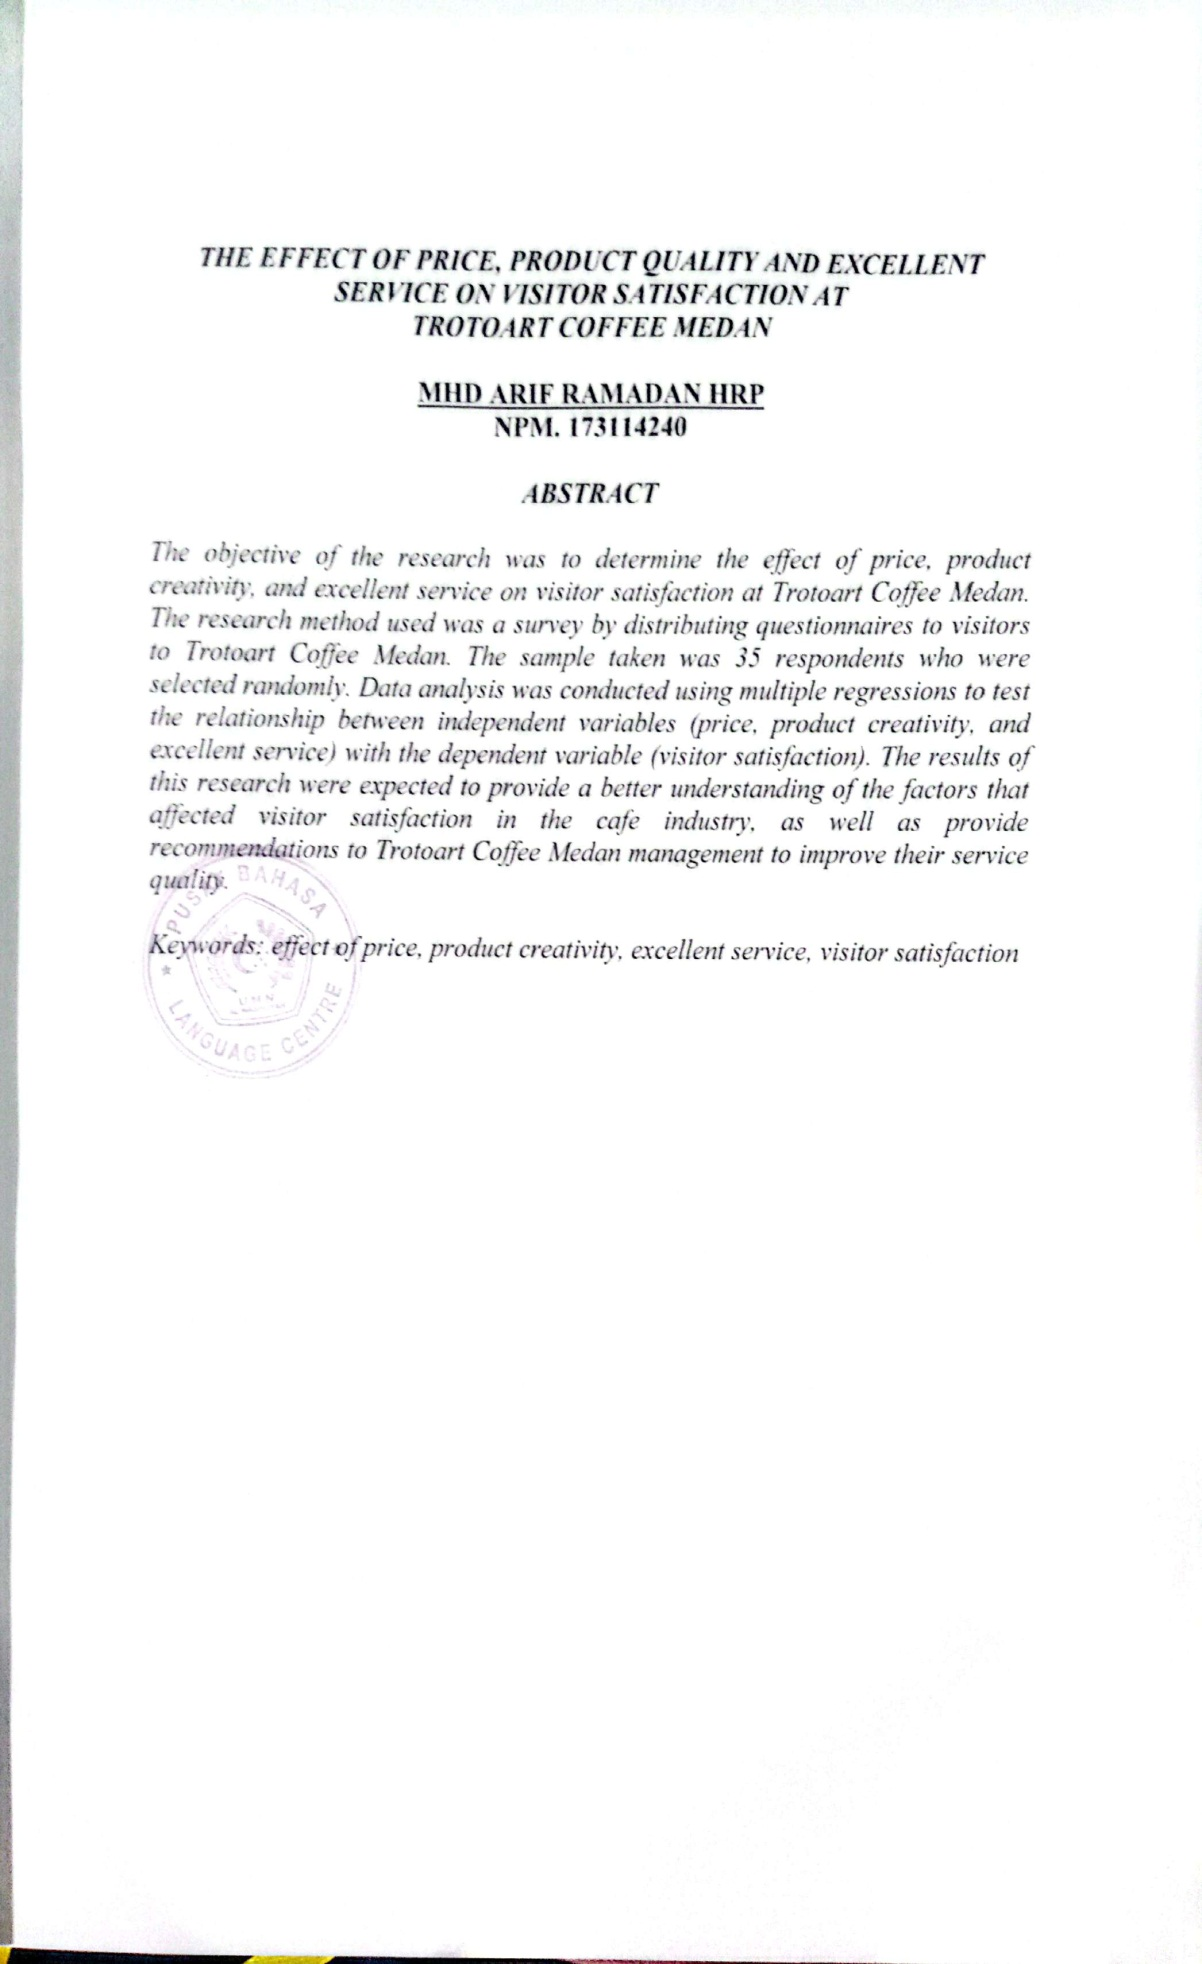 THE EFFECT OF PRICE, PRODUCT QUALITY AND EXCELLENT
SERVICE ON VISITOR SATISFACTION AT
TROTOART COFFEE MEDAN
MHD ARIF RAMADAN HRP
NPM. 173114240
ABSTRACT
The objective of the research was to determine the effect of price, product
creativity, and excellent service on visitor satisfaction at Trotoart Coffee Medan.
The research method used was a survey by distributing questionnaires to visitors
to Trotoart Coffee Medan. The sample taken was 35 respondents who were
selected randomly. Data analysis was conducted using multiple regressions to test
the relationship between independent variables (price, product creativity, and
excellent service) with the dependent variable (visitor satisfaction). The results of
this research were expected to provide a better understanding of the factors that
affected visitor satisfaction in the cafe industry, as well as provide
recommendations to Trotoart Coffee Medan management to improve their service
quality.
Keywords: effect of price, product creativity, excellent service, visitor satisfaction
PUSAT BAHASA
LANGUAGE CENTRE